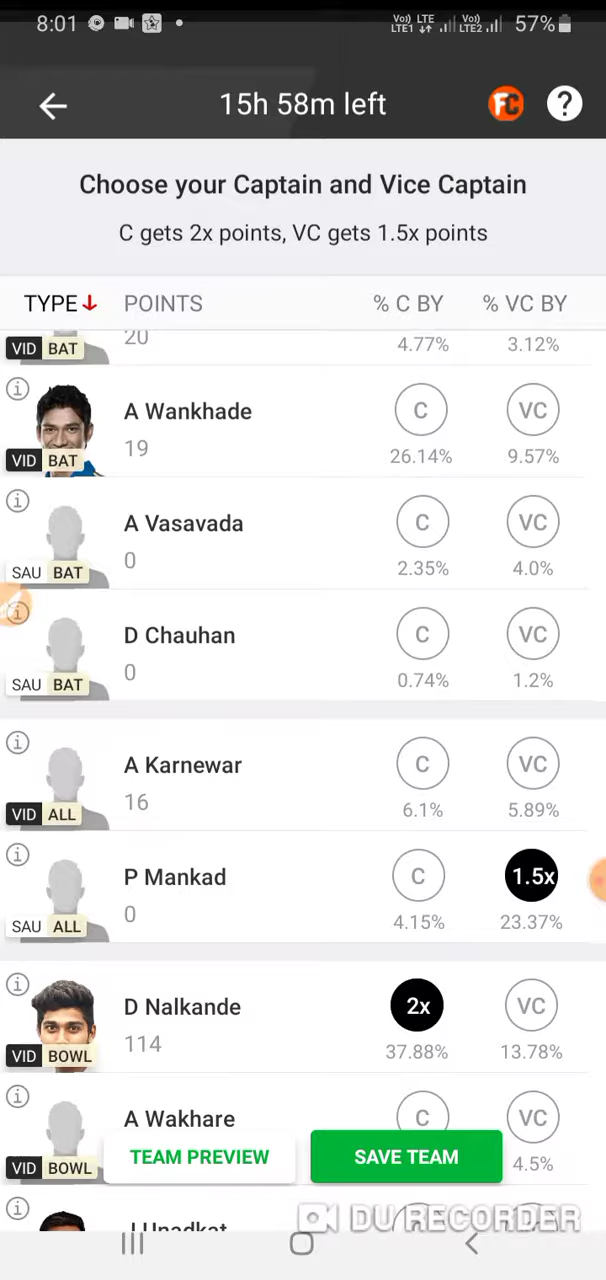 8:01
Vo) LTE LTE1 Vo) LTE2 57%
15h 58m left
FC ?
Choose your Captain and Vice Captain
C gets 2x points, VC gets 1.5x points
TYPE POINTS % C BY % VC BY
20
VID BAT 4.77% 3.12%
A Wankhade C VC
19
VID BAT 26.14% 9.57%
A Vasavada C VC
0
SAU BAT 2.35% 4.0%
D Chauhan C VC
0
SAU BAT 0.74% 1.2%
A Karnewar C VC
16
VID ALL 6.1% 5.89%
P Mankad C 1.5x
0
SAU ALL 4.15% 23.37%
D Nalkande 2x VC
114
VID BOWL 37.88% 13.78%
A Wakhare C VC
VID BOWL TEAM PREVIEW SAVE TEAM 4.5%
J Unadkat
DU RECORDER